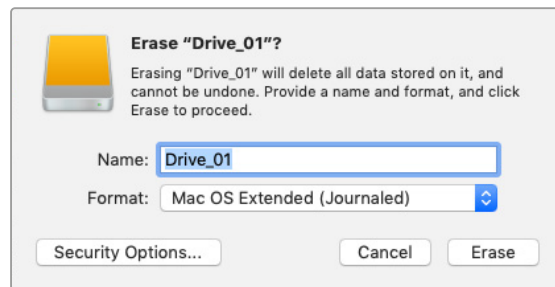 Erase “Drive_01”?
Erasing “Drive_01” will delete all data stored on it, and
cannot be undone. Provide a name and format, and click
Erase to proceed.
Name: Drive_01
Format: Mac OS Extended (Journaled)
Security Options... Cancel Erase